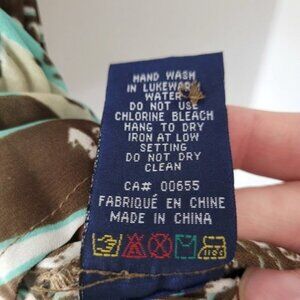 HAND WASH
IN LUKEWARM
WATER
DO NOT USE
CHLORINE BLEACH
HANG TO DRY
IRON AT LOW
SETTING
DO NOT DRY
CLEAN
CA# 00655
FABRIQUÉ EN CHINE
MADE IN CHINA